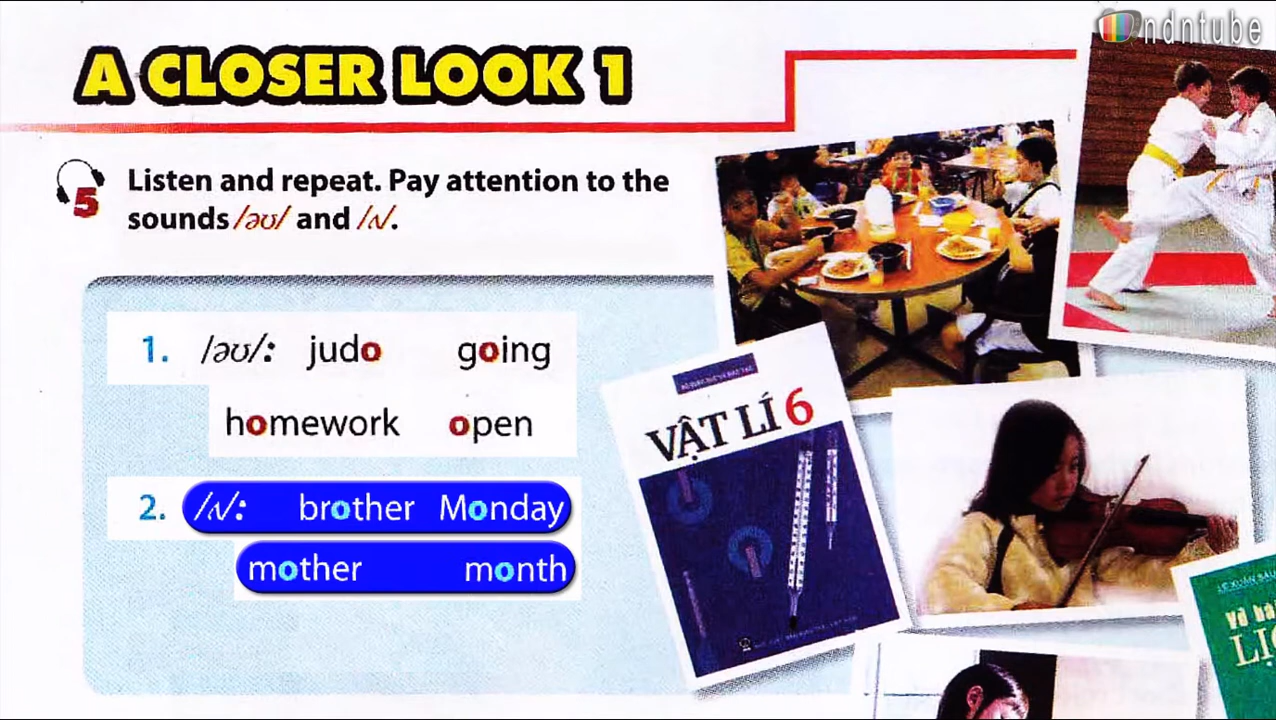 ndntube
A CLOSER LOOK 1
5 Listen and repeat. Pay attention to the
sounds /əʊ/ and /ʌ/.
1. /əʊ/: judo going
homework open
2. /ʌ/: brother Monday
mother month
VẬT LÍ 6